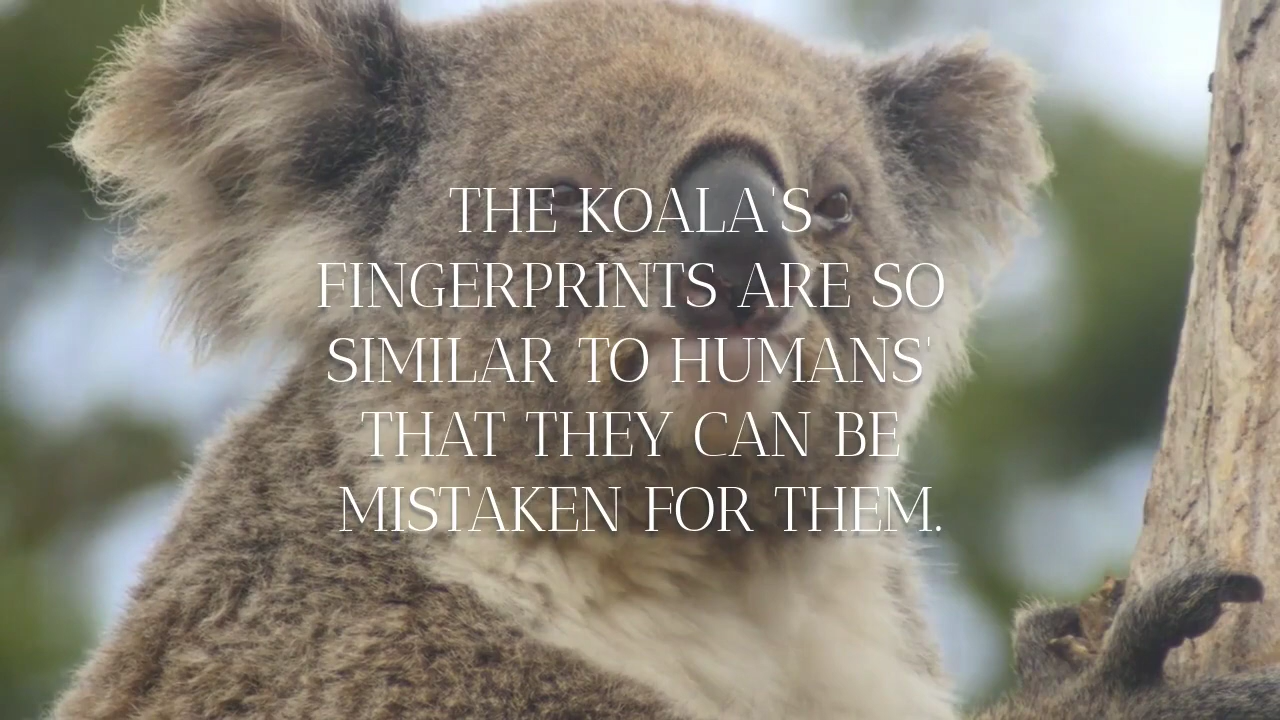 THE KOALA'S
FINGERPRINTS ARE SO
SIMILAR TO HUMANS'
THAT THEY CAN BE
MISTAKEN FOR THEM.